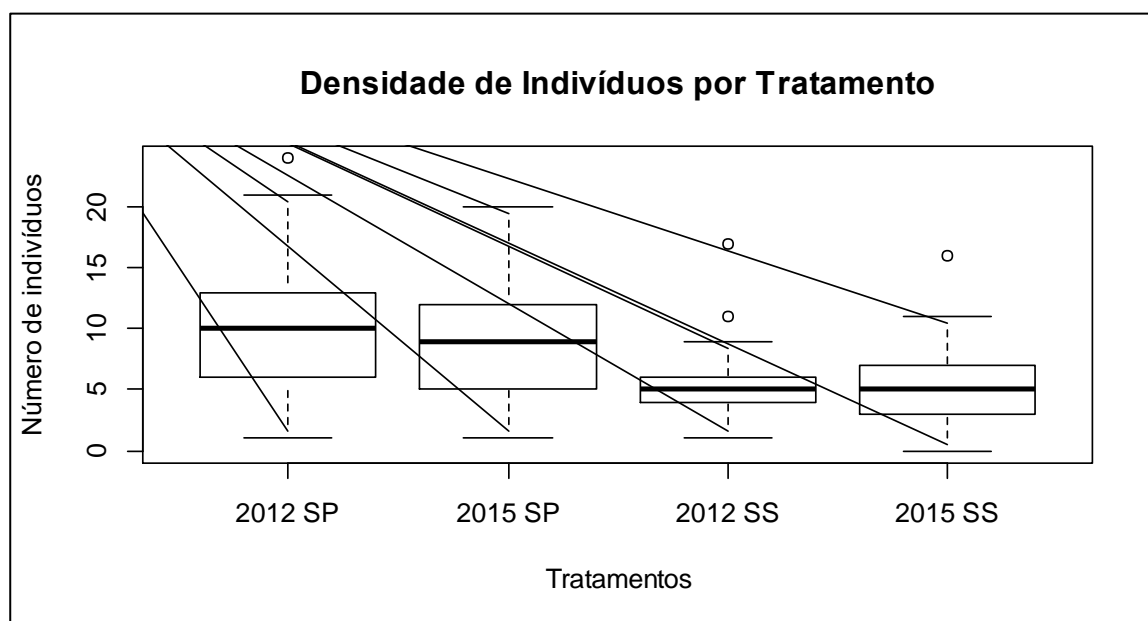 Densidade de Indivíduos por Tratamento
Número de indivíduos
20
15
10
5
0
2012 SP
2015 SP
2012 SS
2015 SS
Tratamentos